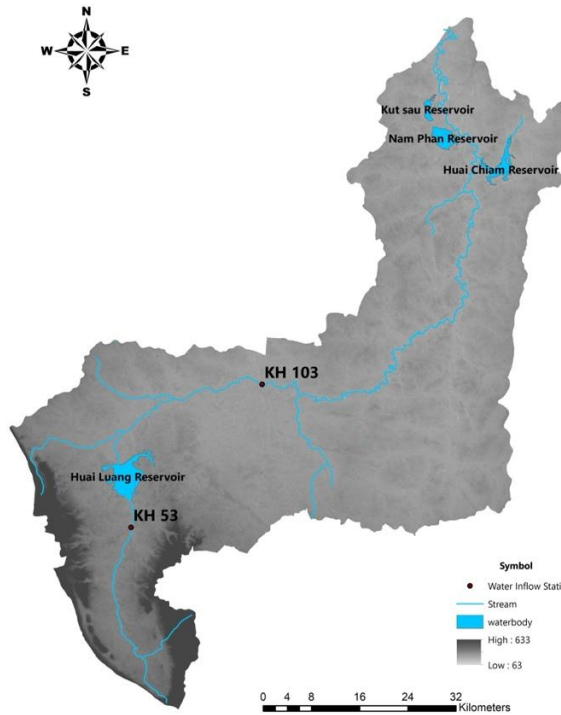 N
W E
S
Kut sau Reservoir
Nam Phan Reservoir
Huai Chiam Reservoir
KH 103
Huai Luang Reservoir
KH 53
Symbol
Water Inflow Stati
Stream
waterbody
High : 633
Low : 63
0 2 4 8 16 24 32
Kilometers